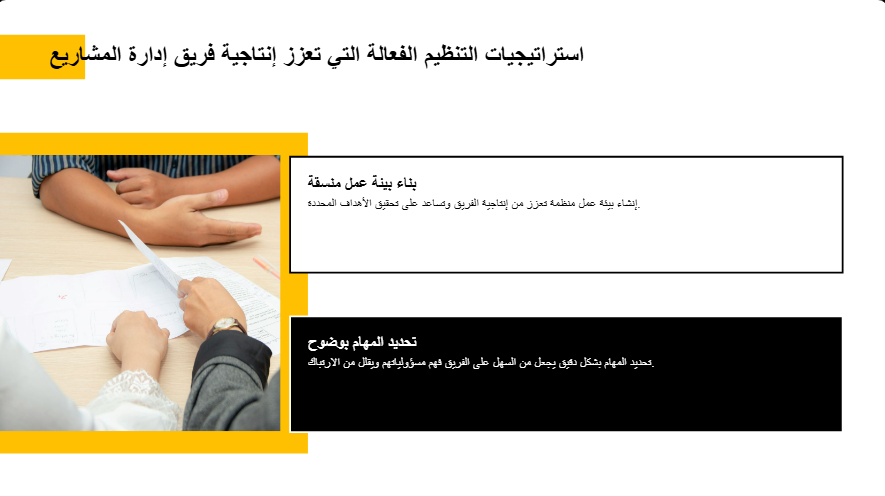 استراتيجيات التنظيم الفعالة التي تعزز إنتاجية فريق إدارة المشاريع
بناء بيئة عمل منسقة
إنشاء بيئة عمل منظمة تعزز من إنتاجية الفريق وتساعد على تحقيق الأهداف المحددة.
تحديد المهام بوضوح
تحديد المهام بشكل دقيق يجعل من السهل على الفريق فهم مسؤولياتهم ويقلل من الارتباك.